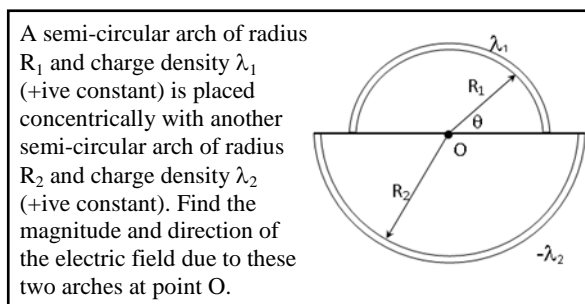 A semi-circular arch of radius
R₁ and charge density λ₁
(+ive constant) is placed
concentrically with another
semi-circular arch of radius
R₂ and charge density λ₂
(+ive constant). Find the
magnitude and direction of
the electric field due to these
two arches at point O.
λ₁
R₁
θ
O
R₂
-λ₂